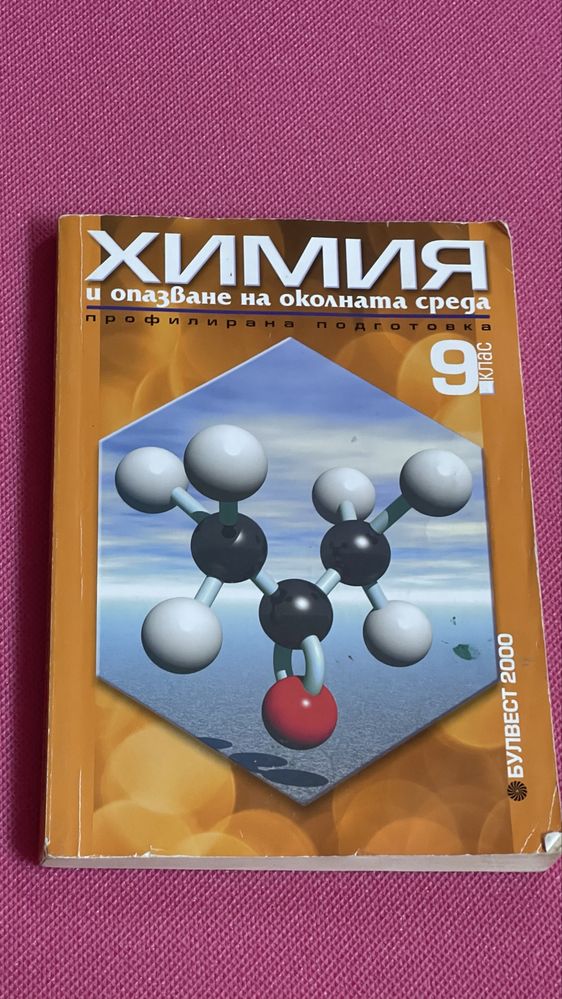 ХИМИЯ
и опазване на околната среда
профилирана подготовка
9. клас
БУЛВЕСТ 2000